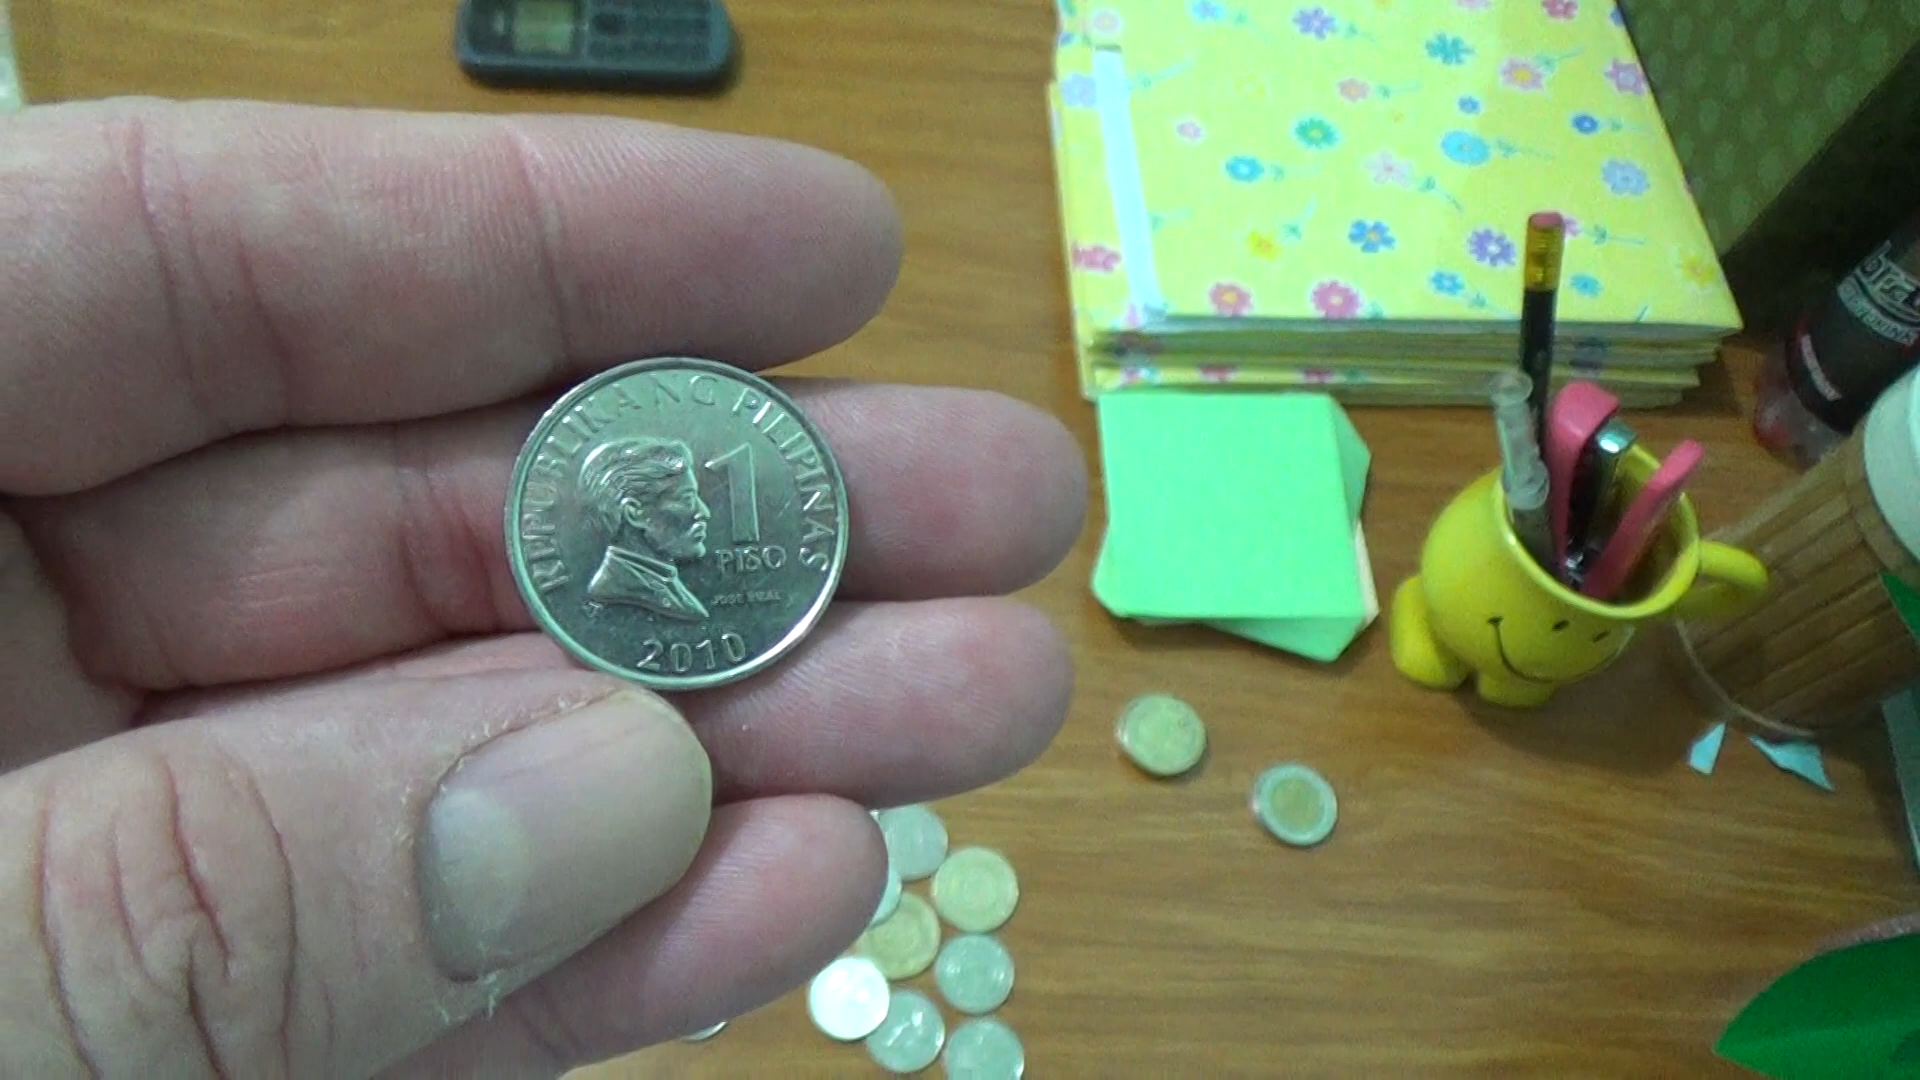 REPUBLIKA NG PILIPINAS
1
PISO
JOSE RIZAL
2010